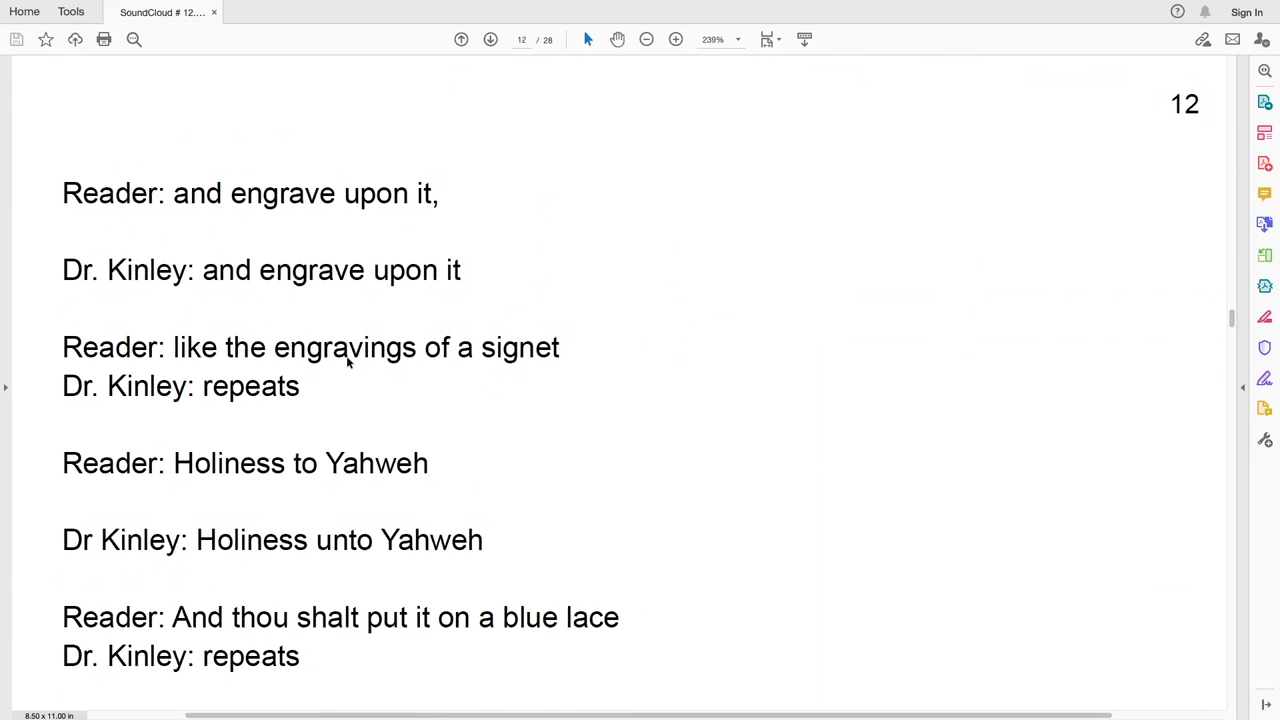 Home Tools SoundCloud # 12.... × Sign In
12 / 28 239%
12
Reader: and engrave upon it,
Dr. Kinley: and engrave upon it
Reader: like the engravings of a signet
Dr. Kinley: repeats
Reader: Holiness to Yahweh
Dr Kinley: Holiness unto Yahweh
Reader: And thou shalt put it on a blue lace
Dr. Kinley: repeats
8.50 x 11.00 in